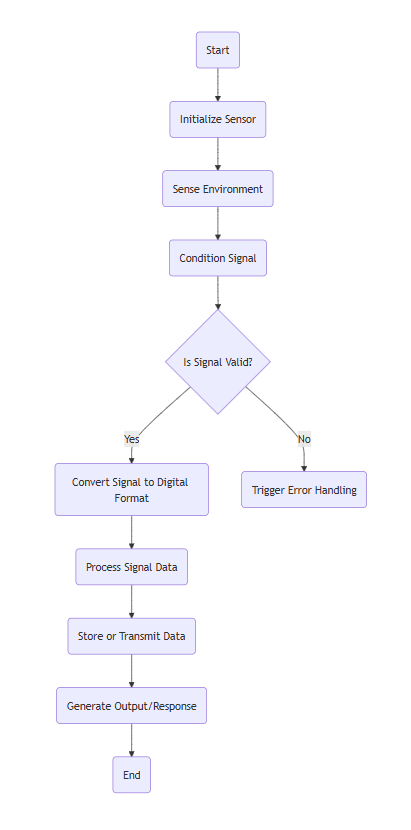 Start
Initialize Sensor
Sense Environment
Condition Signal
Is Signal Valid?
Yes
No
Convert Signal to Digital
Format
Trigger Error Handling
Process Signal Data
Store or Transmit Data
Generate Output/Response
End